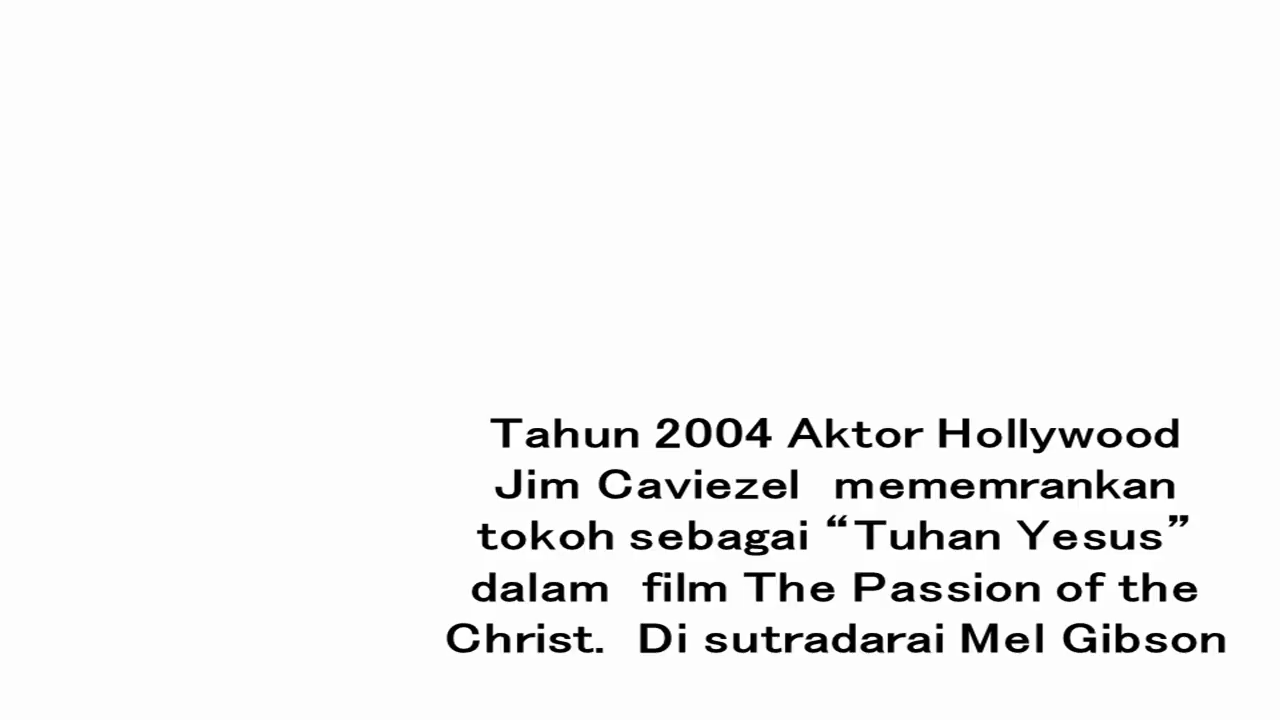 Tahun 2004 Aktor Hollywood
Jim Caviezel mememrankan
tokoh sebagai “Tuhan Yesus”
dalam film The Passion of the
Christ. Di sutradarai Mel Gibson